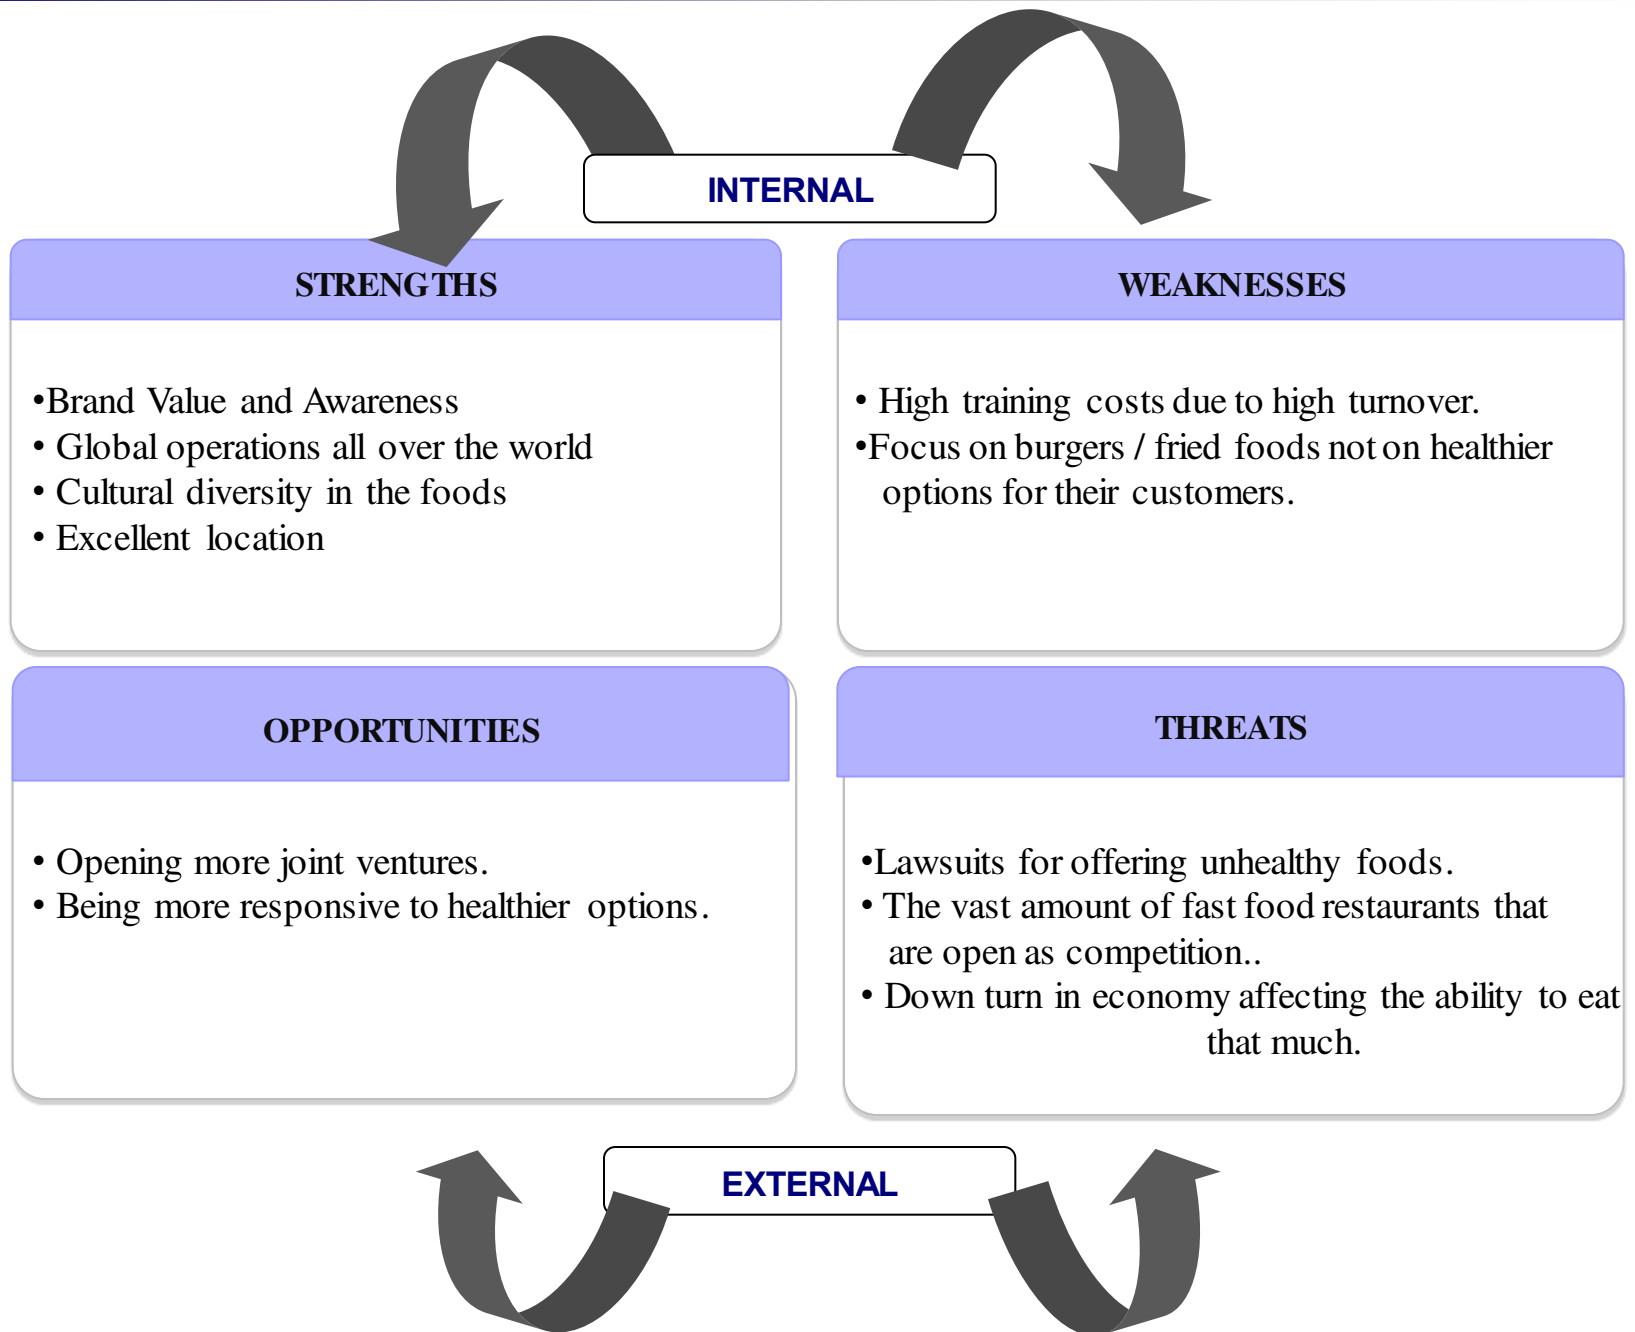 INTERNAL
STRENGTHS
•Brand Value and Awareness
• Global operations all over the world
• Cultural diversity in the foods
• Excellent location
WEAKNESSES
• High training costs due to high turnover.
•Focus on burgers / fried foods not on healthier
options for their customers.
OPPORTUNITIES
• Opening more joint ventures.
• Being more responsive to healthier options.
THREATS
•Lawsuits for offering unhealthy foods.
• The vast amount of fast food restaurants that
are open as competition..
• Down turn in economy affecting the ability to eat
that much.
EXTERNAL